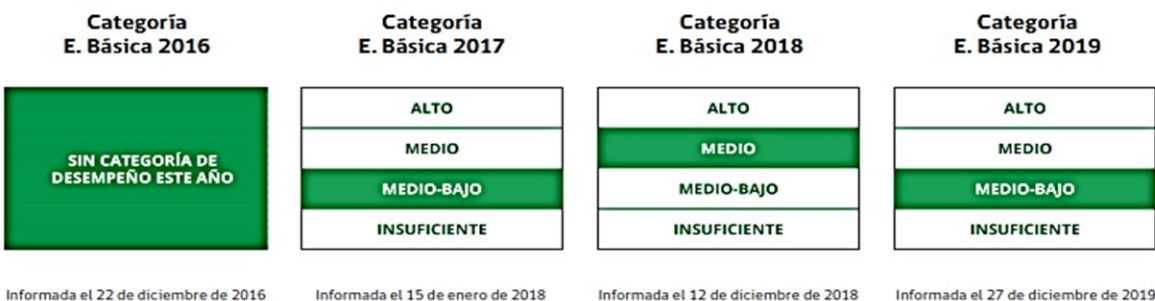 Categoría
E. Básica 2016
SIN CATEGORÍA DE
DESEMPEÑO ESTE AÑO
Informada el 22 de diciembre de 2016
Categoría
E. Básica 2017
ALTO
MEDIO
MEDIO-BAJO
INSUFICIENTE
Informada el 15 de enero de 2018
Categoría
E. Básica 2018
ALTO
MEDIO
MEDIO-BAJO
INSUFICIENTE
Informada el 12 de diciembre de 2018
Categoría
E. Básica 2019
ALTO
MEDIO
MEDIO-BAJO
INSUFICIENTE
Informada el 27 de diciembre de 2019